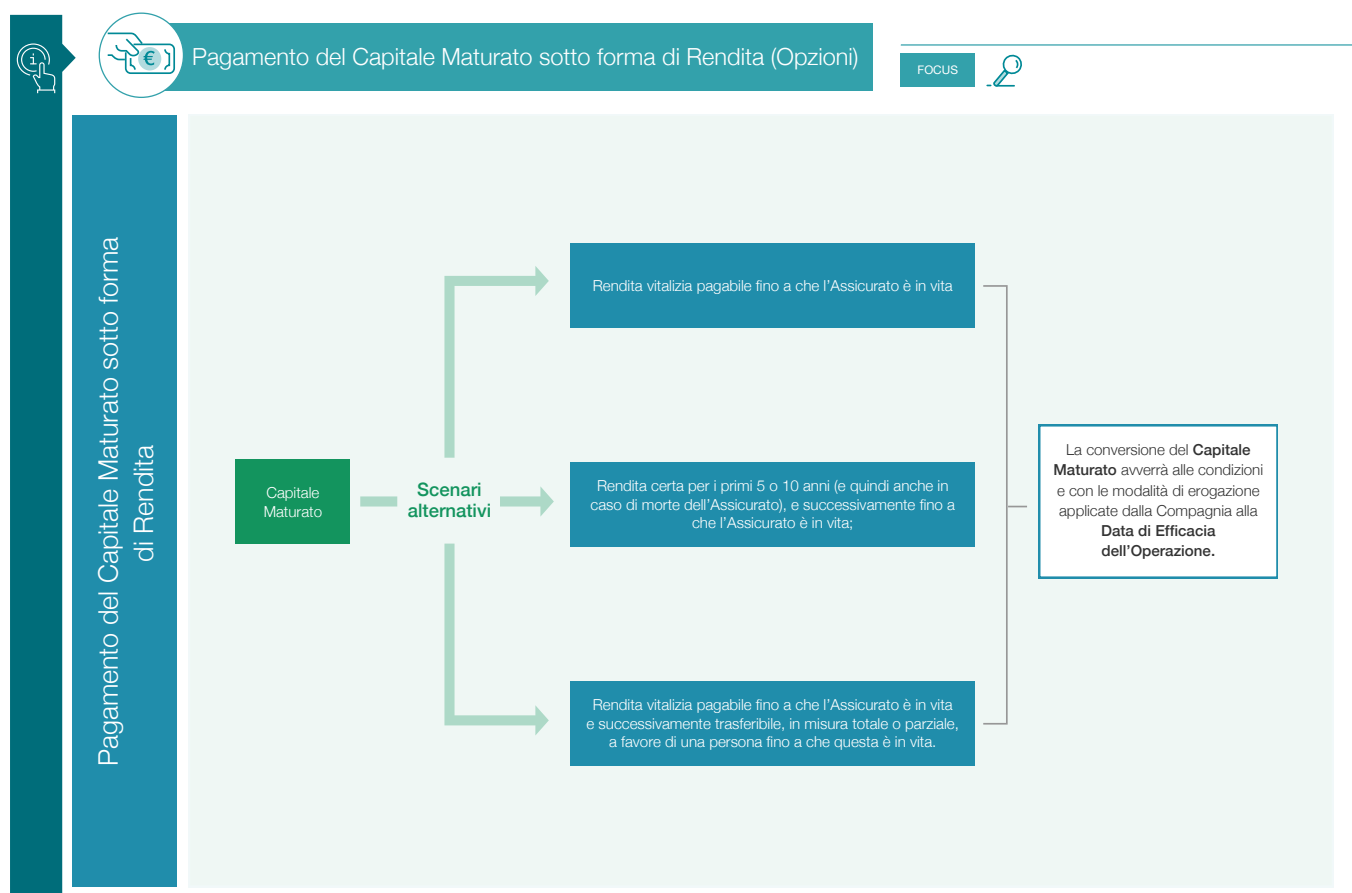 Pagamento del Capitale Maturato sotto forma di Rendita (Opzioni)
FOCUS
Pagamento del Capitale Maturato sotto forma
di Rendita
Capitale
Maturato
Scenari
alternativi
Rendita vitalizia pagabile fino a che l'Assicurato è in vita
Rendita certa per i primi 5 o 10 anni (e quindi anche in
caso di morte dell'Assicurato), e successivamente fino a
che l'Assicurato è in vita;
Rendita vitalizia pagabile fino a che l'Assicurato è in vita
e successivamente trasferibile, in misura totale o parziale,
a favore di una persona fino a che questa è in vita.
La conversione del Capitale
Maturato avverrà alle condizioni
e con le modalità di erogazione
applicate dalla Compagnia alla
Data di Efficacia
dell'Operazione.